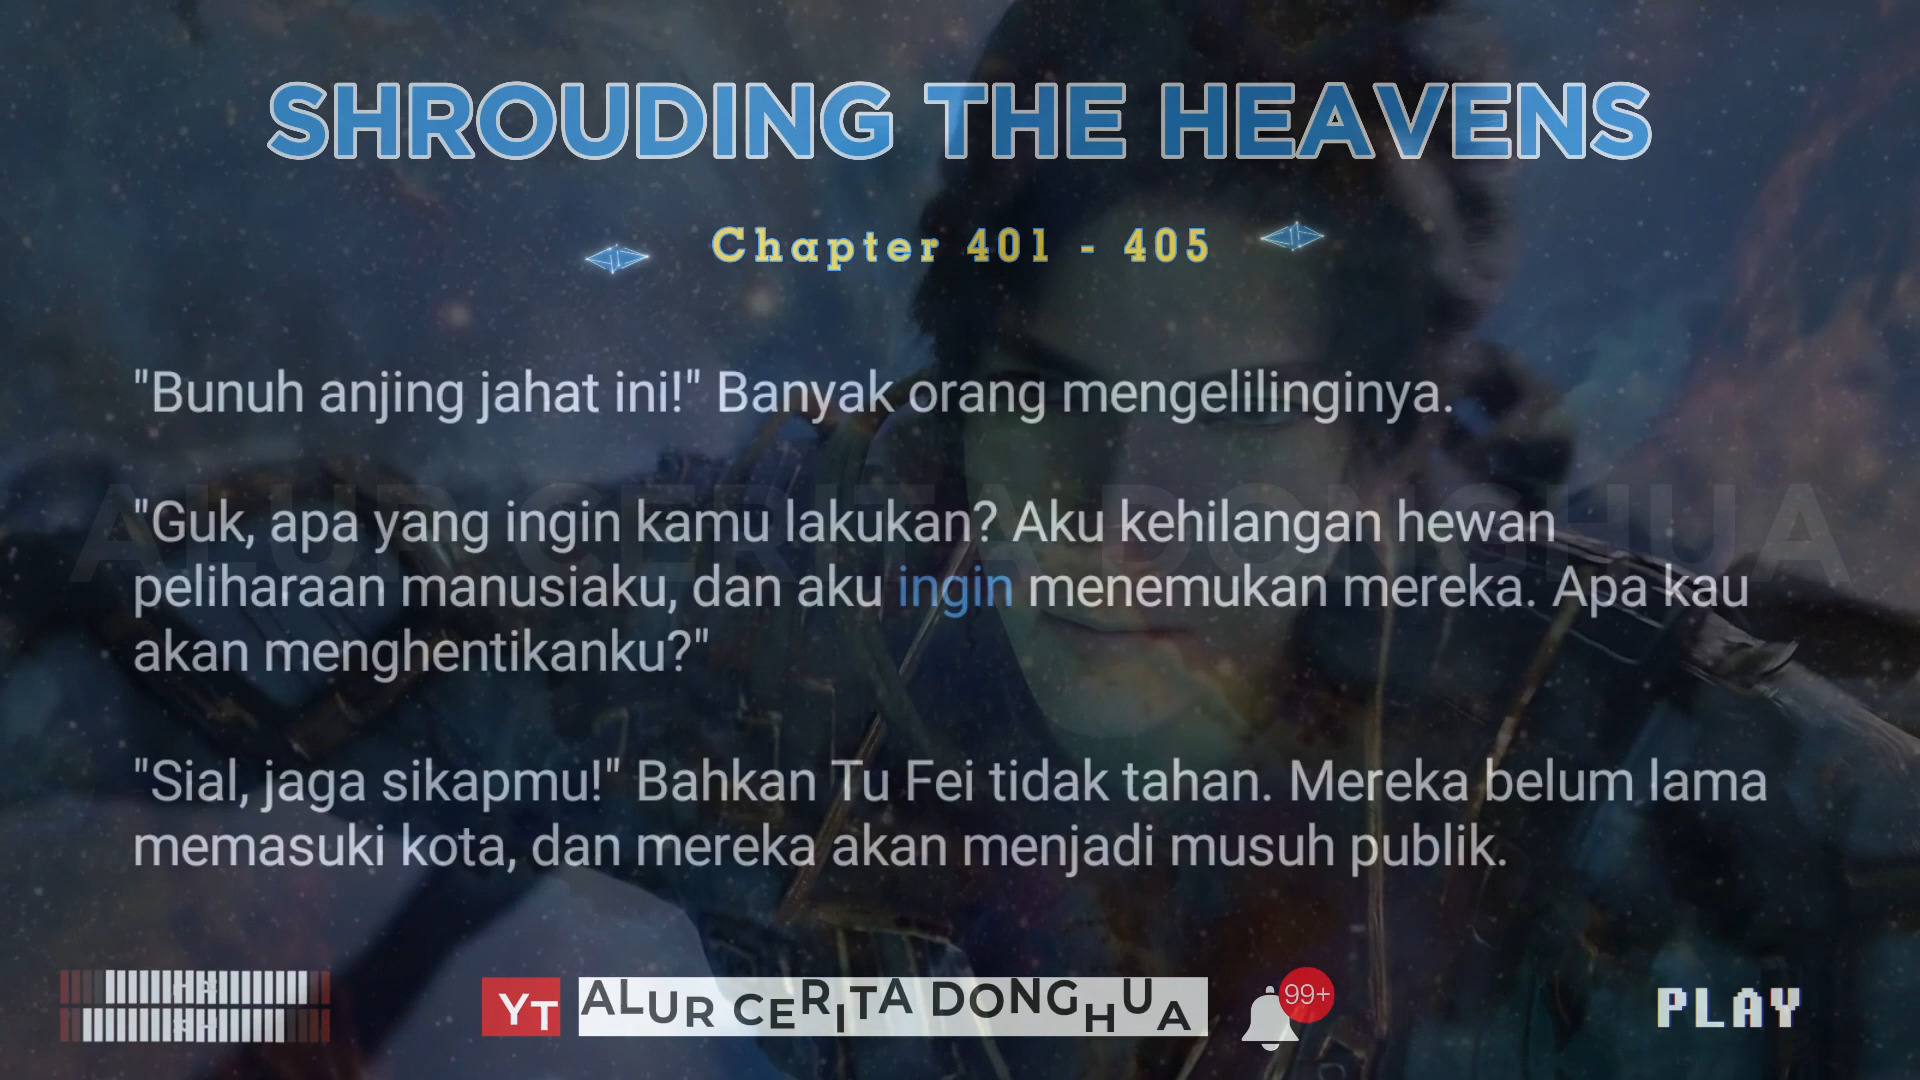 SHROUDING THE HEAVENS
Chapter 401 - 405
"Bunuh anjing jahat ini!" Banyak orang mengelilinginya.
ALUR CERITA DONGHUA
"Guk, apa yang ingin kamu lakukan? Aku kehilangan hewan
peliharaan manusiaku, dan aku ingin menemukan mereka. Apa kau
akan menghentikanku?"
"Sial, jaga sikapmu!" Bahkan Tu Fei tidak tahan. Mereka belum lama
memasuki kota, dan mereka akan menjadi musuh publik.
YT ALUR CERITA DONGHUA 99+
PLAY